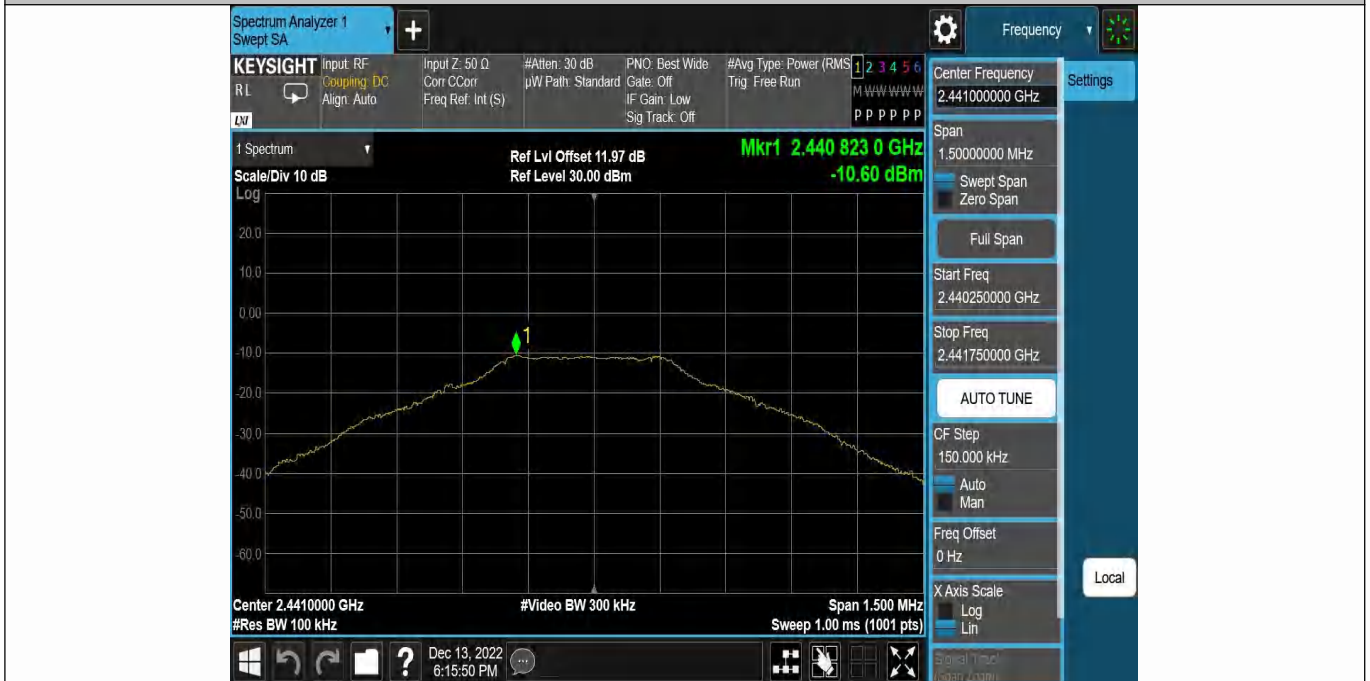 Spectrum Analyzer 1
Swept SA
+
Frequency
KEYSIGHT
RL
LXI
Input: RF
Coupling: DC
Align: Auto
Input Z: 50 Ω
Corr CCorr
Freq Ref: Int (S)
#Atten: 30 dB
µW Path: Standard
PNO: Best Wide
Gate: Off
IF Gain: Low
Sig Track: Off
#Avg Type: Power (RMS
Trig: Free Run
1 2 3 4 5 6
M W W W W W
P P P P P P
1 Spectrum
Scale/Div 10 dB
Ref Lvl Offset 11.97 dB
Ref Level 30.00 dBm
Mkr1 2.440 823 0 GHz
-10.60 dBm
Log
20.0
10.0
0.00
-10.0
-20.0
-30.0
-40.0
-50.0
-60.0
1
Center 2.4410000 GHz
#Res BW 100 kHz
#Video BW 300 kHz
Span 1.500 MHz
Sweep 1.00 ms (1001 pts)
Center Frequency
2.441000000 GHz
Settings
Span
1.50000000 MHz
Swept Span
Zero Span
Full Span
Start Freq
2.440250000 GHz
Stop Freq
2.441750000 GHz
AUTO TUNE
CF Step
150.000 kHz
Auto
Man
Freq Offset
0 Hz
X Axis Scale
Log
Lin
Local
Signal Track
(Span Zoom)
?
Dec 13, 2022
6:15:50 PM